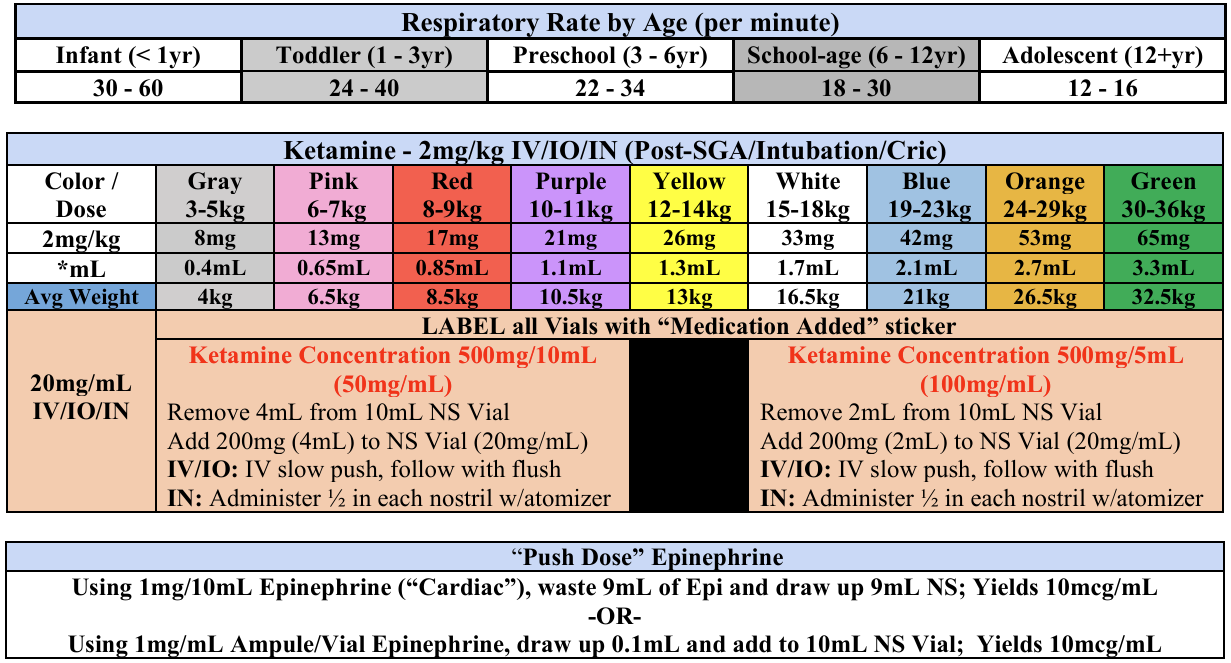 Respiratory Rate by Age (per minute)
Infant (< 1yr) Toddler (1 - 3yr) Preschool (3 - 6yr) School-age (6 - 12yr) Adolescent (12+yr)
30 - 60 24 - 40 22 - 34 18 - 30 12 - 16
Ketamine - 2mg/kg IV/IO/IN (Post-SGA/Intubation/Cric)
Color / Gray Pink Red Purple Yellow White Blue Orange Green
Dose 3-5kg 6-7kg 8-9kg 10-11kg 12-14kg 15-18kg 19-23kg 24-29kg 30-36kg
2mg/kg 8mg 13mg 17mg 21mg 26mg 33mg 42mg 53mg 65mg
*mL 0.4mL 0.65mL 0.85mL 1.1mL 1.3mL 1.7mL 2.1mL 2.7mL 3.3mL
Avg Weight 4kg 6.5kg 8.5kg 10.5kg 13kg 16.5kg 21kg 26.5kg 32.5kg
20mg/mL
IV/IO/IN
LABEL all Vials with “Medication Added” sticker
Ketamine Concentration 500mg/10mL
(50mg/mL)
Remove 4mL from 10mL NS Vial
Add 200mg (4mL) to NS Vial (20mg/mL)
IV/IO: IV slow push, follow with flush
IN: Administer ½ in each nostril w/atomizer
Ketamine Concentration 500mg/5mL
(100mg/mL)
Remove 2mL from 10mL NS Vial
Add 200mg (2mL) to NS Vial (20mg/mL)
IV/IO: IV slow push, follow with flush
IN: Administer ½ in each nostril w/atomizer
“Push Dose” Epinephrine
Using 1mg/10mL Epinephrine (“Cardiac”), waste 9mL of Epi and draw up 9mL NS; Yields 10mcg/mL
-OR-
Using 1mg/mL Ampule/Vial Epinephrine, draw up 0.1mL and add to 10mL NS Vial; Yields 10mcg/mL